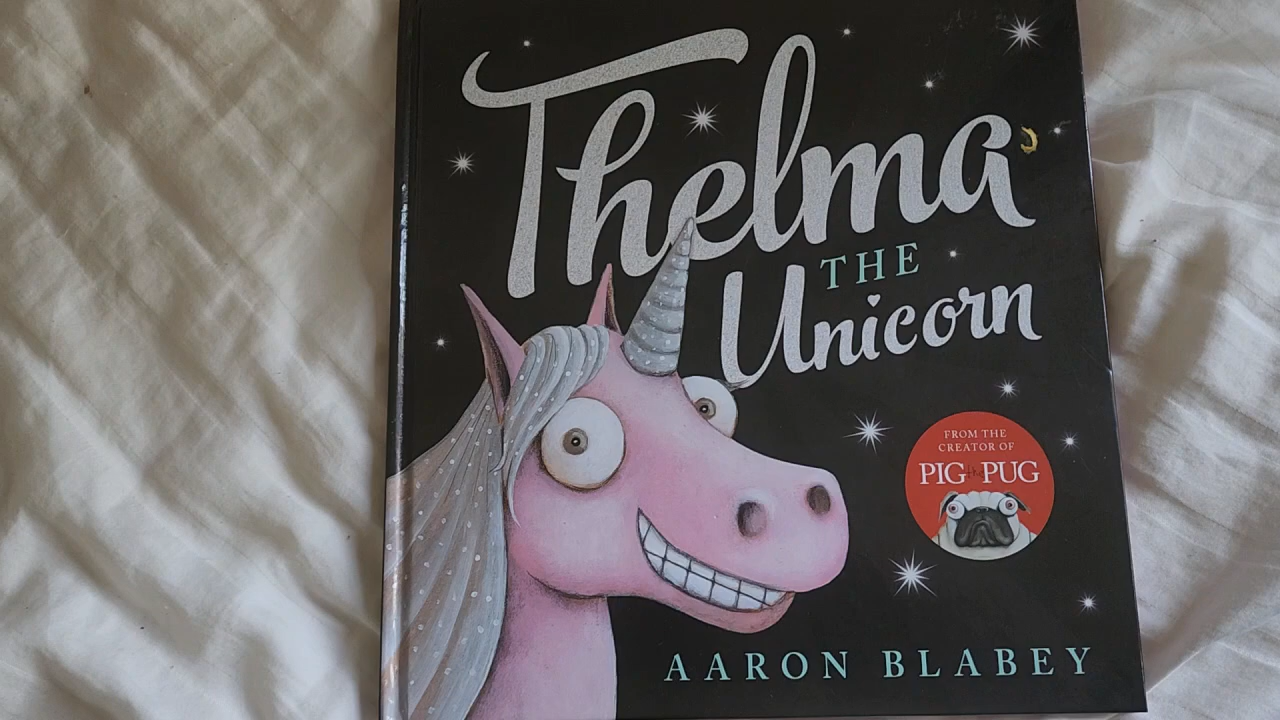 Thelma
THE
Unicorn
FROM THE
CREATOR OF
PIG the PUG
AARON BLABEY